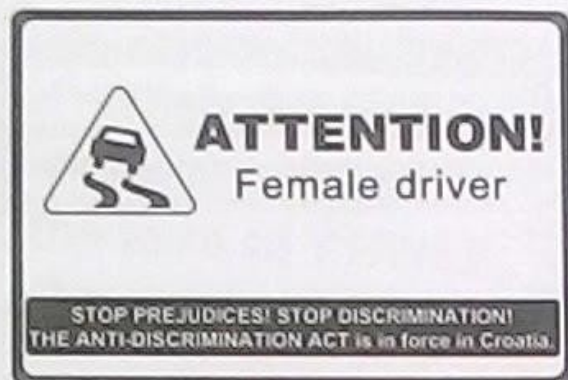 ATTENTION!
Female driver
STOP PREJUDICES! STOP DISCRIMINATION!
THE ANTI-DISCRIMINATION ACT is in force in Croatia.